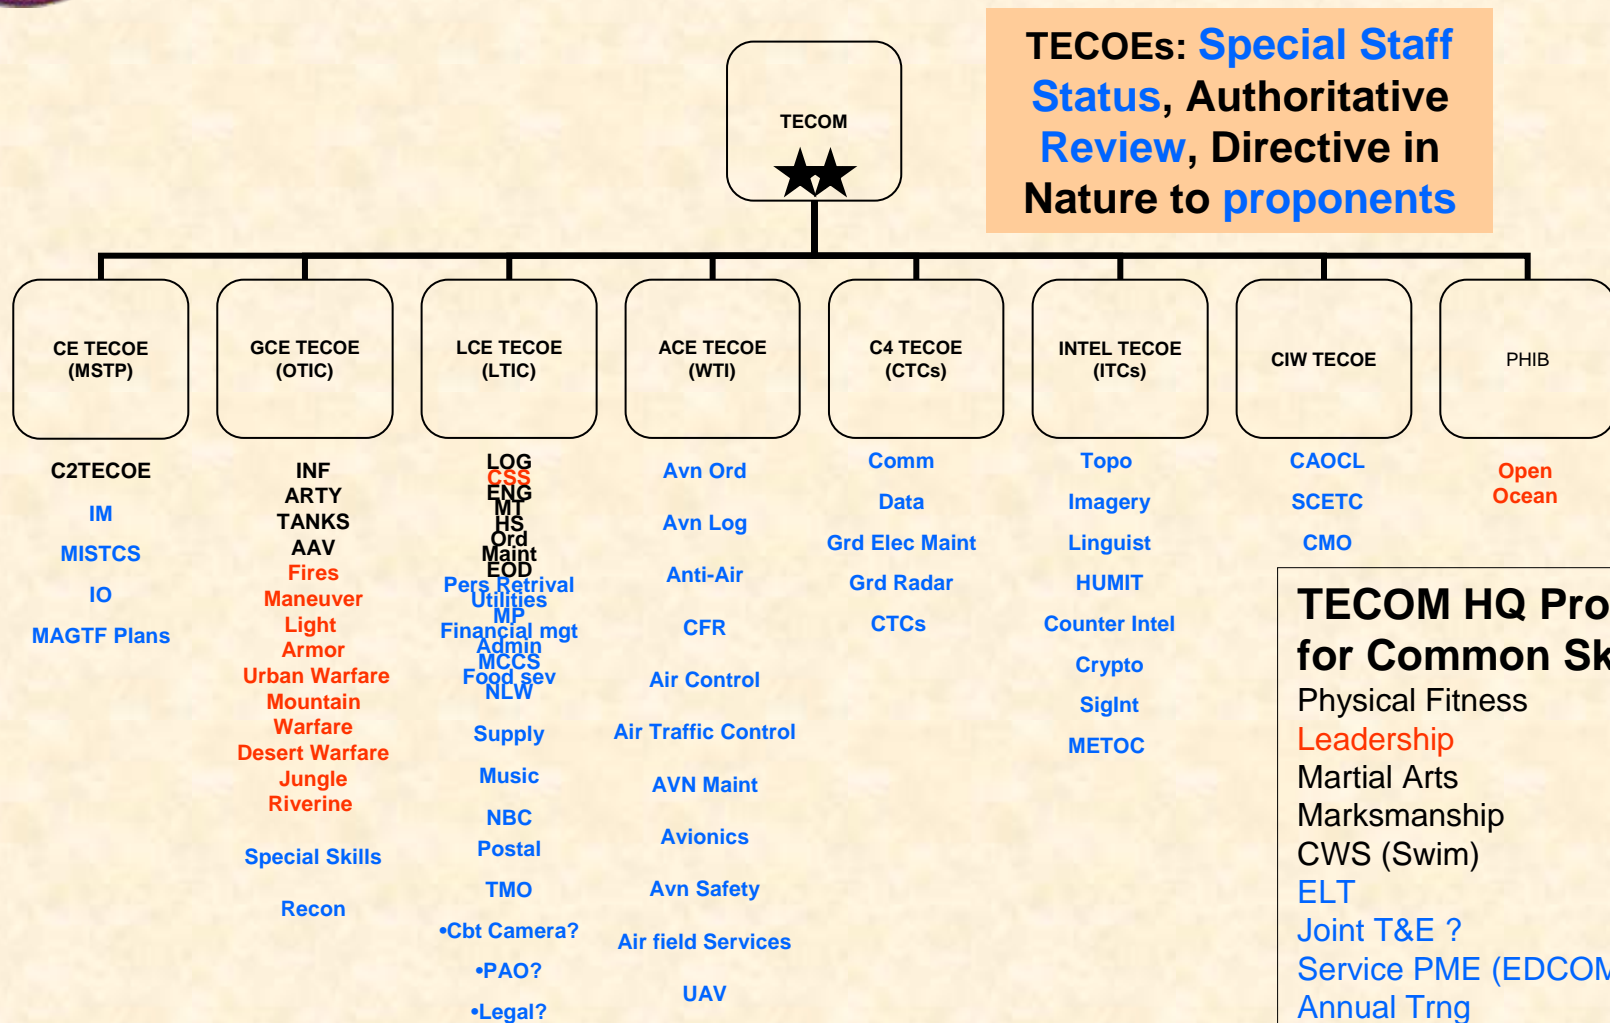 TECOEs: Special Staff
Status, Authoritative
Review, Directive in
Nature to proponents
TECOM
CE TECOE
(MSTP)
GCE TECOE
(OTIC)
LCE TECOE
(LTIC)
ACE TECOE
(WTI)
C4 TECOE
(CTCs)
INTEL TECOE
(ITCs)
CIW TECOE
PHIB
C2TECOE
IM
MISTCS
IO
MAGTF Plans
INF
ARTY
TANKS
AAV
Fires
Maneuver
Light
Armor
Urban Warfare
Mountain
Warfare
Desert Warfare
Jungle
Riverine
Special Skills
Recon
LOG
CSS
ENG
MT
HS
Ord
Maint
EOD
Pers Retrival
Utilities
MP
Financial mgt
Admin
MCCS
Food sev
NLW
Supply
Music
NBC
Postal
TMO
•Cbt Camera?
•PAO?
•Legal?
Avn Ord
Avn Log
Anti-Air
CFR
Air Control
Air Traffic Control
AVN Maint
Avionics
Avn Safety
Air field Services
UAV
Comm
Data
Grd Elec Maint
Grd Radar
CTCs
Topo
Imagery
Linguist
HUMIT
Counter Intel
Crypto
SigInt
METOC
CAOCL
SCETC
CMO
Open
Ocean
TECOM HQ Pro
for Common Sk
Physical Fitness
Leadership
Martial Arts
Marksmanship
CWS (Swim)
ELT
Joint T&E ?
Service PME (EDCOM
Annual Trng